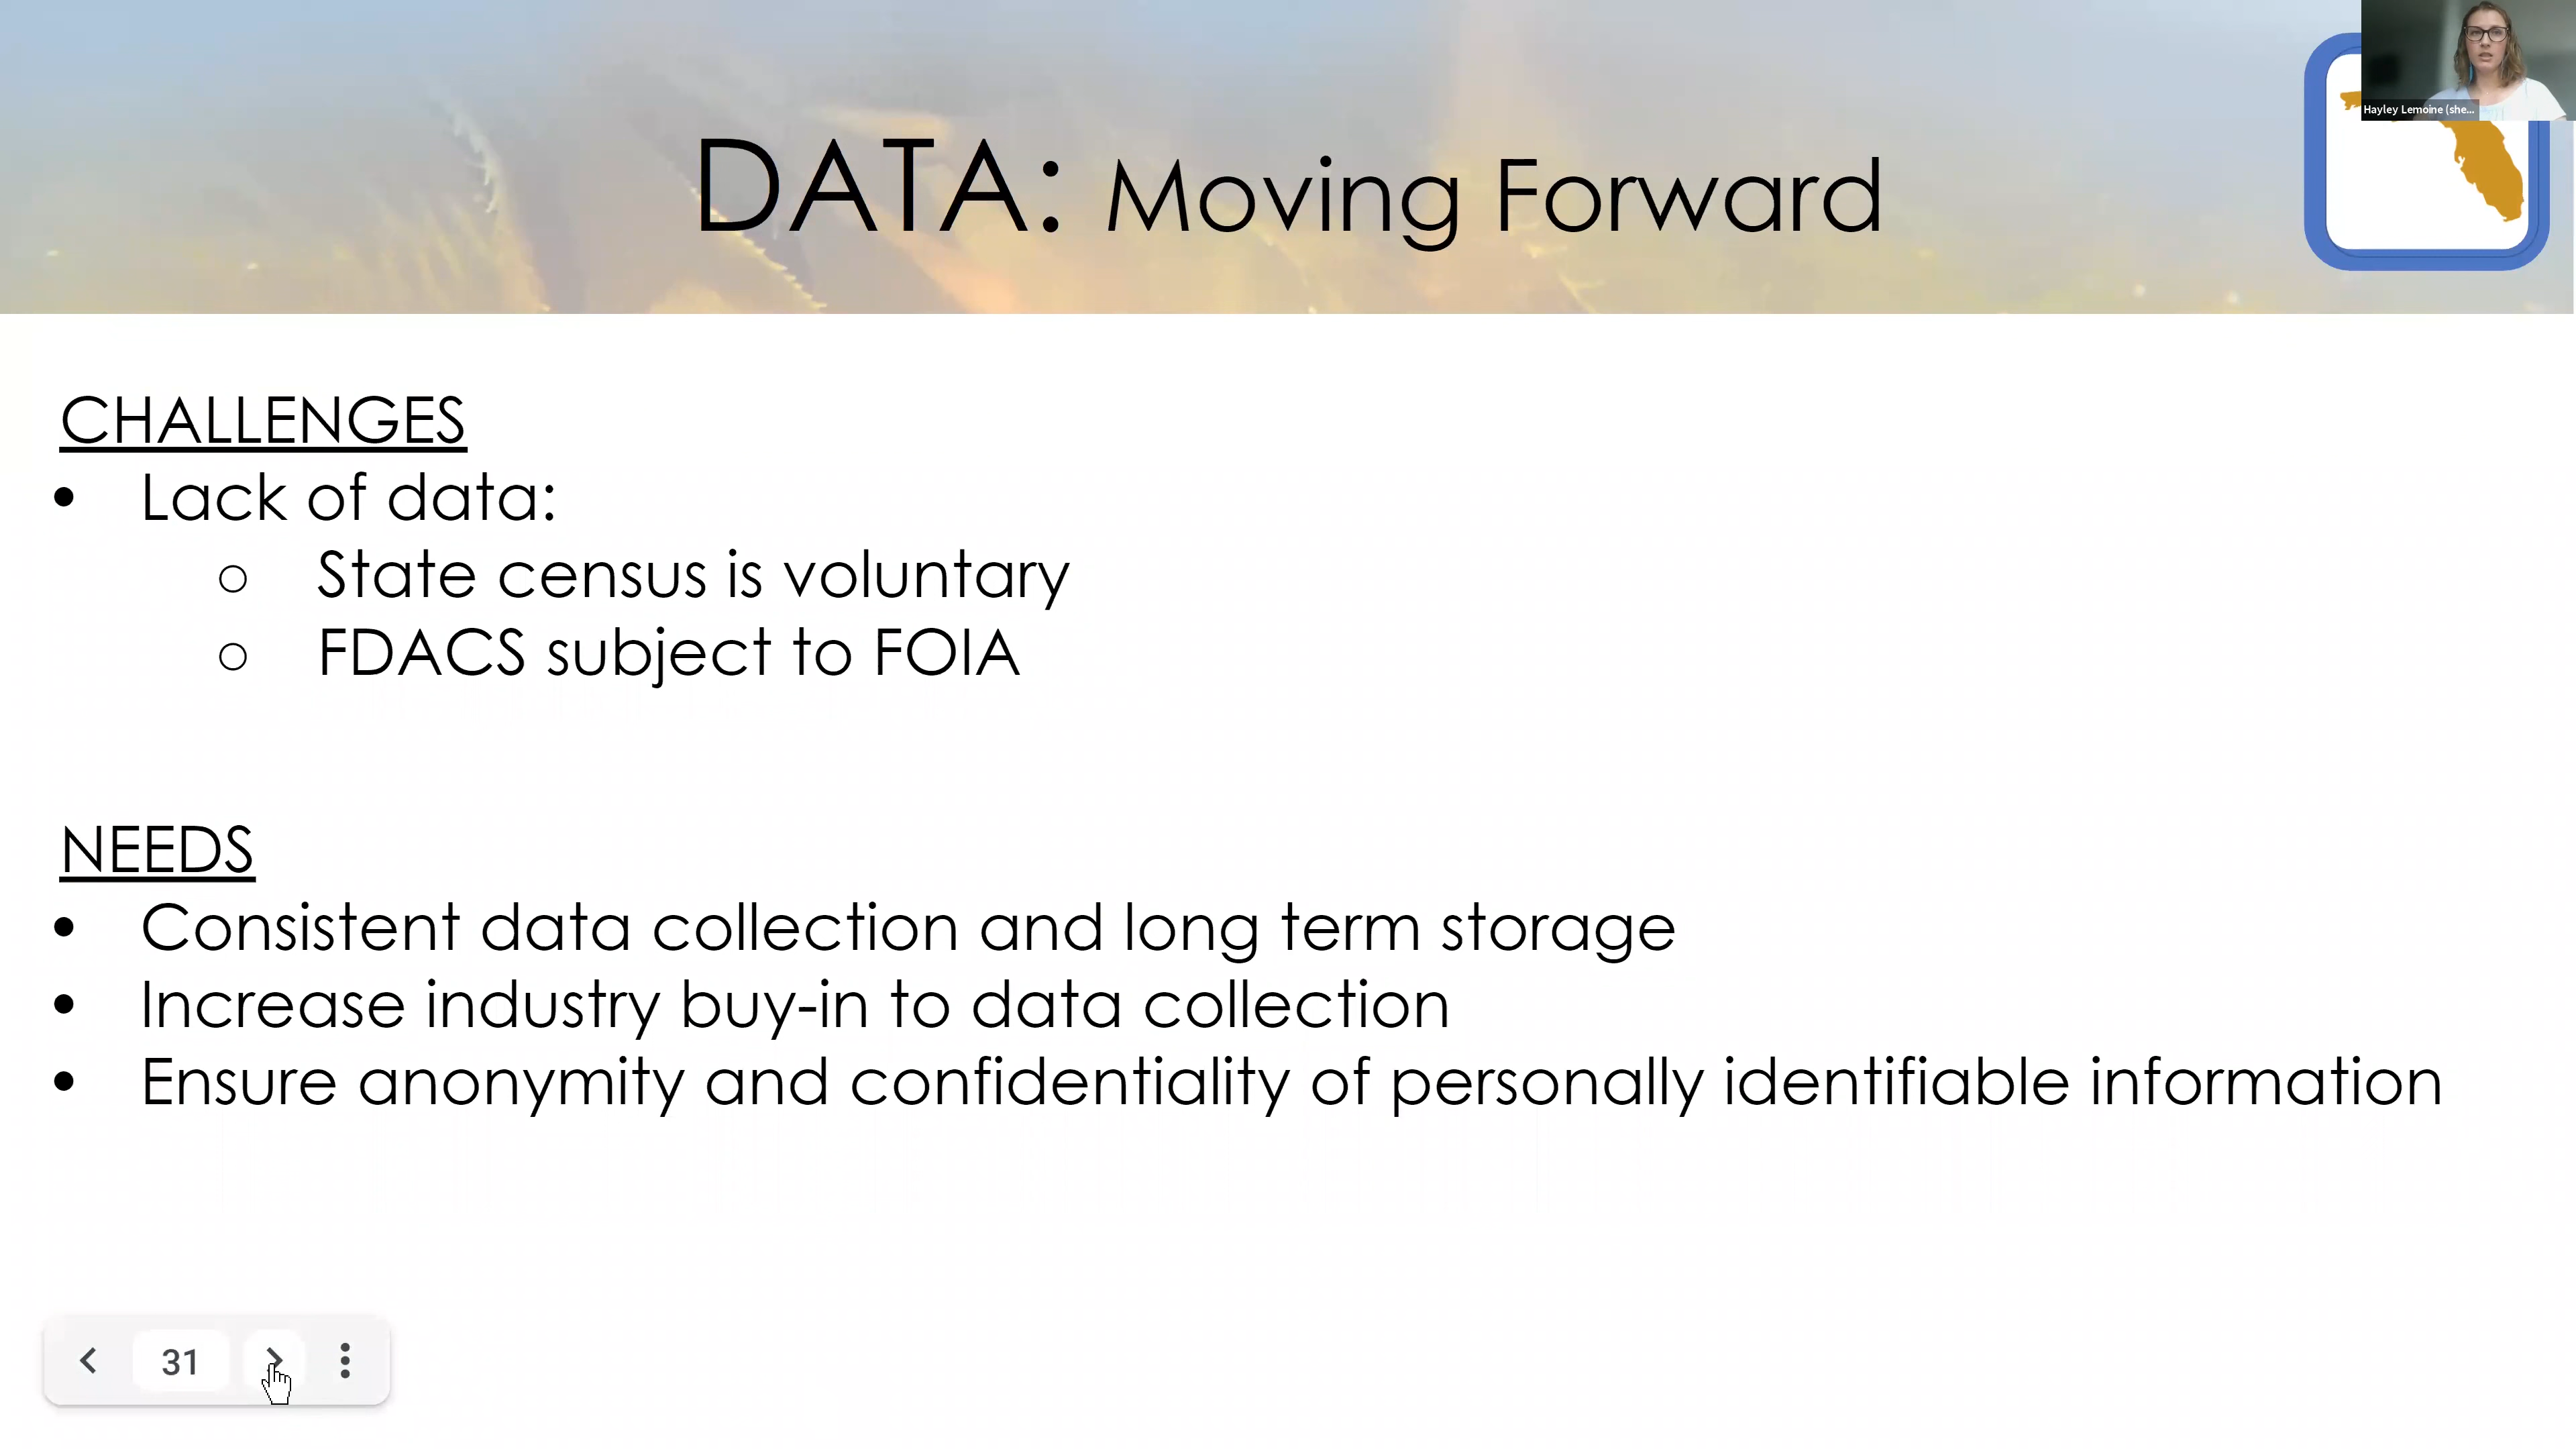 Hayley Lemoine (she...
DATA: Moving Forward
CHALLENGES
• Lack of data:
○ State census is voluntary
○ FDACS subject to FOIA
NEEDS
• Consistent data collection and long term storage
• Increase industry buy-in to data collection
• Ensure anonymity and confidentiality of personally identifiable information
31